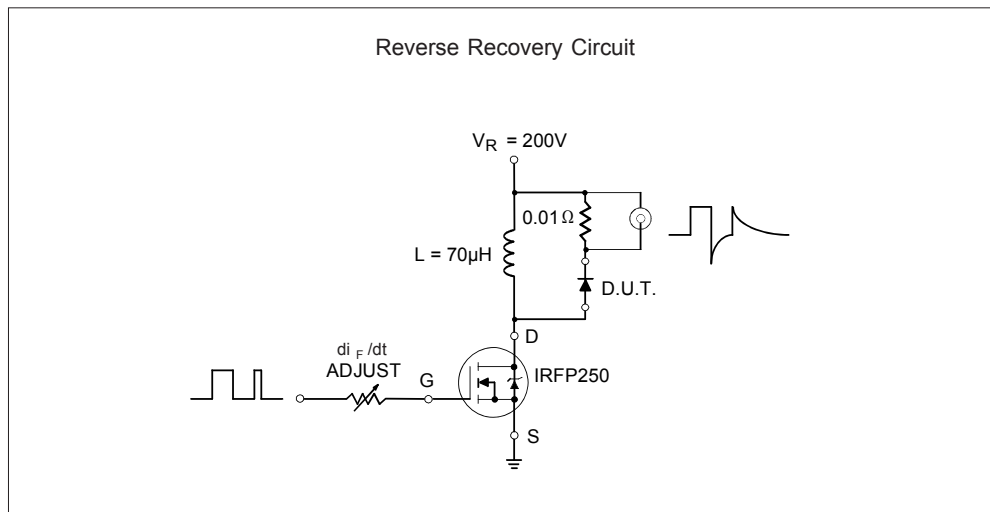 Reverse Recovery Circuit
V_R = 200V
0.01 Ω
L = 70µH
D.U.T.
D
di_F/dt
ADJUST
G
IRFP250
S